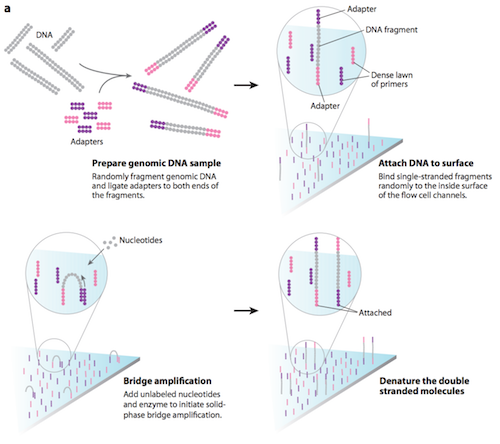 a
DNA
Adapters
Prepare genomic DNA sample
Randomly fragment genomic DNA
and ligate adapters to both ends of
the fragments.
Adapter
DNA fragment
Dense lawn
of primers
Adapter
Attach DNA to surface
Bind single-stranded fragments
randomly to the inside surface
of the flow cell channels.
Nucleotides
Bridge amplification
Add unlabeled nucleotides
and enzyme to initiate solid-
phase bridge amplification.
Attached
Denature the double
stranded molecules